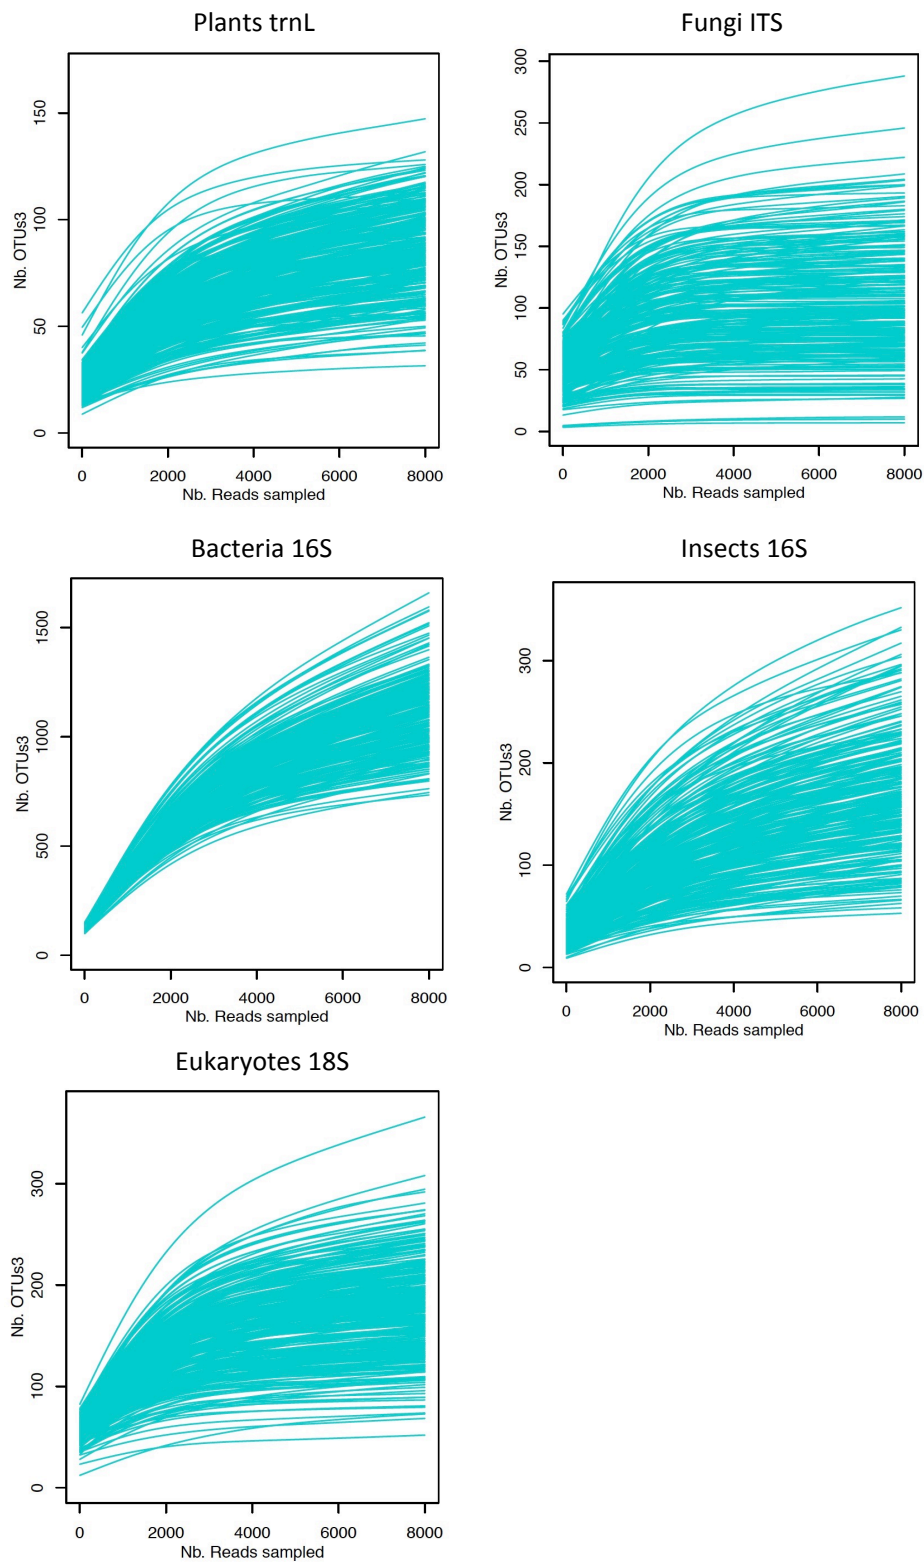 Plants trnL
Nb. OTUs3
150
100
50
0
0 2000 4000 6000 8000
Nb. Reads sampled
Fungi ITS
Nb. OTUs3
300
250
200
150
100
50
0
0 2000 4000 6000 8000
Nb. Reads sampled
Bacteria 16S
Nb. OTUs3
1500
1000
500
0
0 2000 4000 6000 8000
Nb. Reads sampled
Insects 16S
Nb. OTUs3
300
200
100
0
0 2000 4000 6000 8000
Nb. Reads sampled
Eukaryotes 18S
Nb. OTUs3
300
200
100
0
0 2000 4000 6000 8000
Nb. Reads sampled